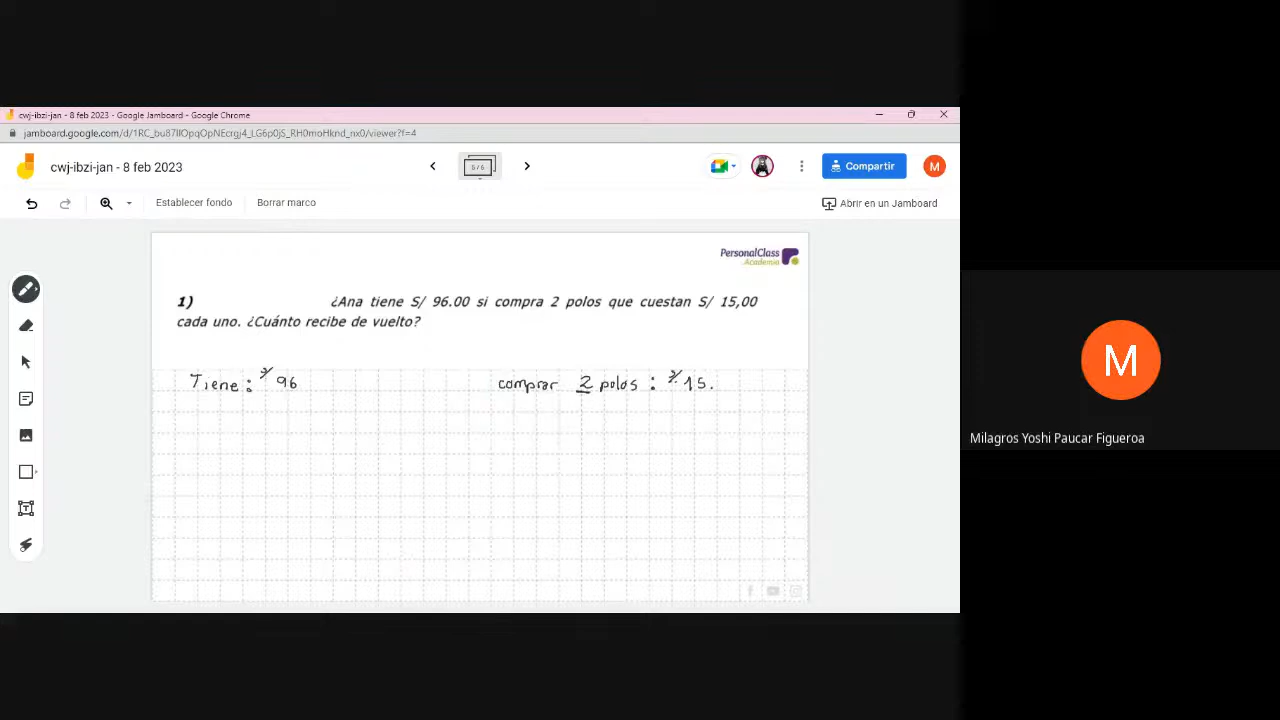 cwj-ibzi-jan - 8 feb 2023 - Google Jamboard - Google Chrome
cwj-ibzi-jan - 8 feb 2023
5/6
Compartir
M
Establecer fondo
Borrar marco
Abrir en un Jamboard
PersonalClass
Academia
1) ¿Ana tiene S/ 96.00 si compra 2 polos que cuestan S/ 15,00
cada uno. ¿Cuánto recibe de vuelto?
Tiene: S/ 96 comprar 2 polos : S/. 15.
M
Milagros Yoshi Paucar Figueroa